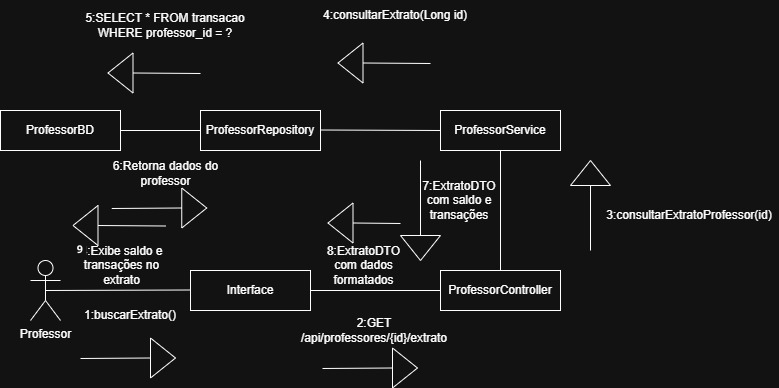 5:SELECT * FROM transacao
WHERE professor_id = ?
4:consultarExtrato(Long id)
ProfessorBD
ProfessorRepository
ProfessorService
6:Retorna dados do
professor
7:ExtratoDTO
com saldo e
transações
3:consultarExtratoProfessor(id)
9 :Exibe saldo e
transações no
extrato
8:ExtratoDTO
com dados
formatados
Interface
ProfessorController
1:buscarExtrato()
Professor
2:GET
/api/professores/{id}/extrato